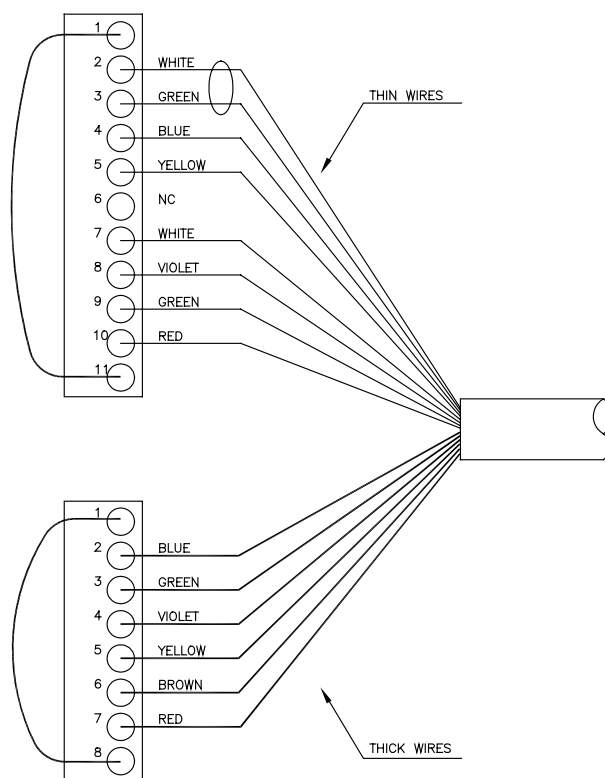 1
2 WHITE
3 GREEN
THIN WIRES
4 BLUE
5 YELLOW
6 NC
7 WHITE
8 VIOLET
9 GREEN
10 RED
11
1
2 BLUE
3 GREEN
4 VIOLET
5 YELLOW
6 BROWN
7 RED
8
THICK WIRES